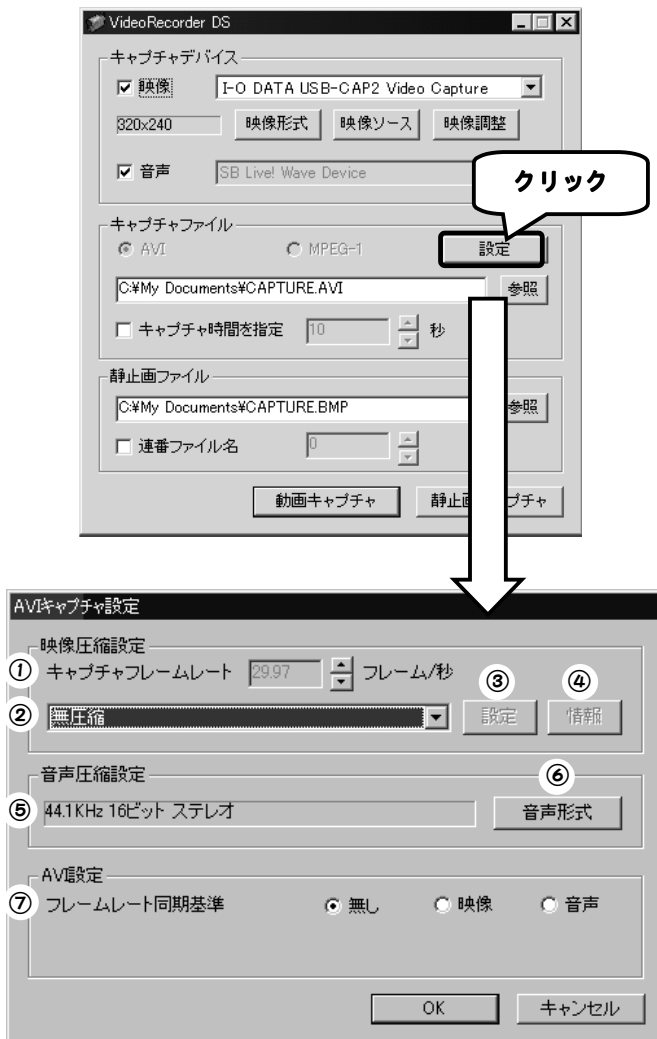 VideoRecorder DS
キャプチャデバイス
映像 I-O DATA USB-CAP2 Video Capture
320x240 映像形式 映像ソース 映像調整
音声 SB Live! Wave Device
クリック
キャプチャファイル
AVI MPEG-1 設定
C:¥My Documents¥CAPTURE.AVI 参照
キャプチャ時間を指定 10 秒
静止画ファイル
C:¥My Documents¥CAPTURE.BMP 参照
連番ファイル名 0
動画キャプチャ 静止画 プチャ
AVIキャプチャ設定
映像圧縮設定
① キャプチャフレームレート 29.97 フレーム/秒
③ ④
② 無圧縮 設定 情報
音声圧縮設定
⑥
⑤ 44.1KHz 16ビット ステレオ 音声形式
AVI設定
⑦ フレームレート同期基準 無し 映像 音声
OK キャンセル